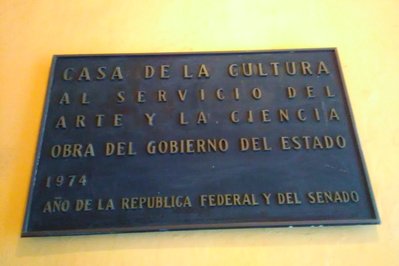 CASA DE LA CULTURA
AL SERVICIO DEL
ARTE Y LA CIENCIA
OBRA DEL GOBIERNO DEL ESTADO
1974
AÑO DE LA REPUBLICA FEDERAL Y DEL SENADO